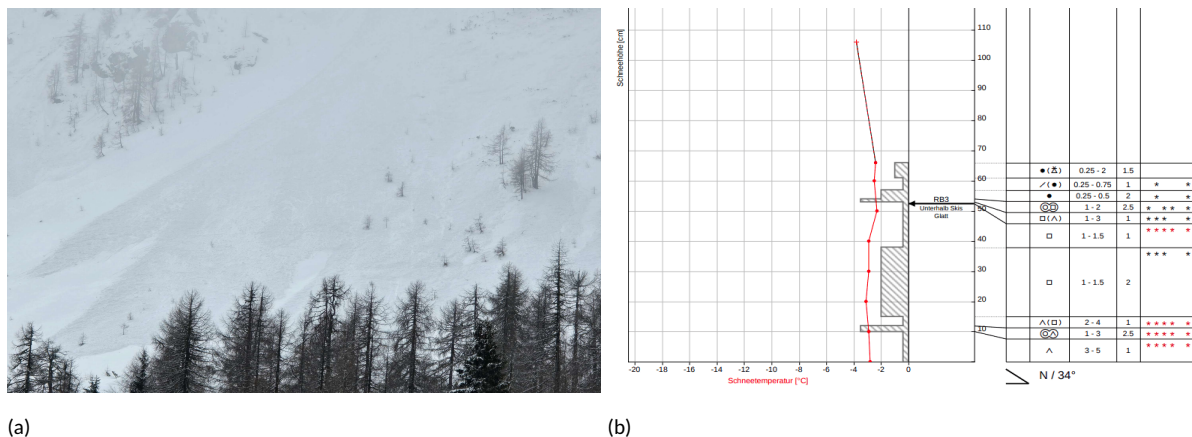 Schneehöhe [cm]
110
100
90
80
70
60
50
40
30
20
10
RB3
Unterhalb Skis
Glatt
0.25 - 2 1.5
0.25 - 0.75 1 * *
0.25 - 0.5 2 * *
1 - 2 2.5 * ** *
1 - 3 1 *** *
1 - 1.5 1 **** *
1 - 1.5 2 *** *
2 - 4 1 **** *
1 - 3 2.5 **** *
3 - 5 1 **** *
-20 -18 -16 -14 -12 -10 -8 -6 -4 -2 0
Schneetemperatur [°C]
N / 34°
(a)
(b)